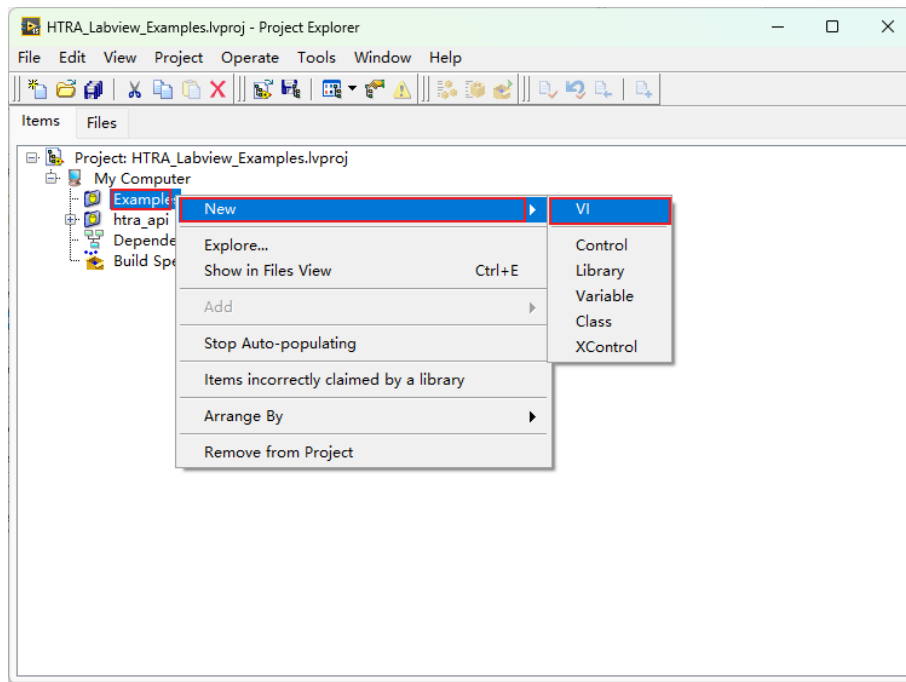 HTRA_Labview_Examples.lvproj - Project Explorer
File Edit View Project Operate Tools Window Help
Items Files
Project: HTRA_Labview_Examples.lvproj
My Computer
Examples
htra_api
Depende
Build Spe
New
Explore...
Show in Files View Ctrl+E
Add
Stop Auto-populating
Items incorrectly claimed by a library
Arrange By
Remove from Project
VI
Control
Library
Variable
Class
XControl